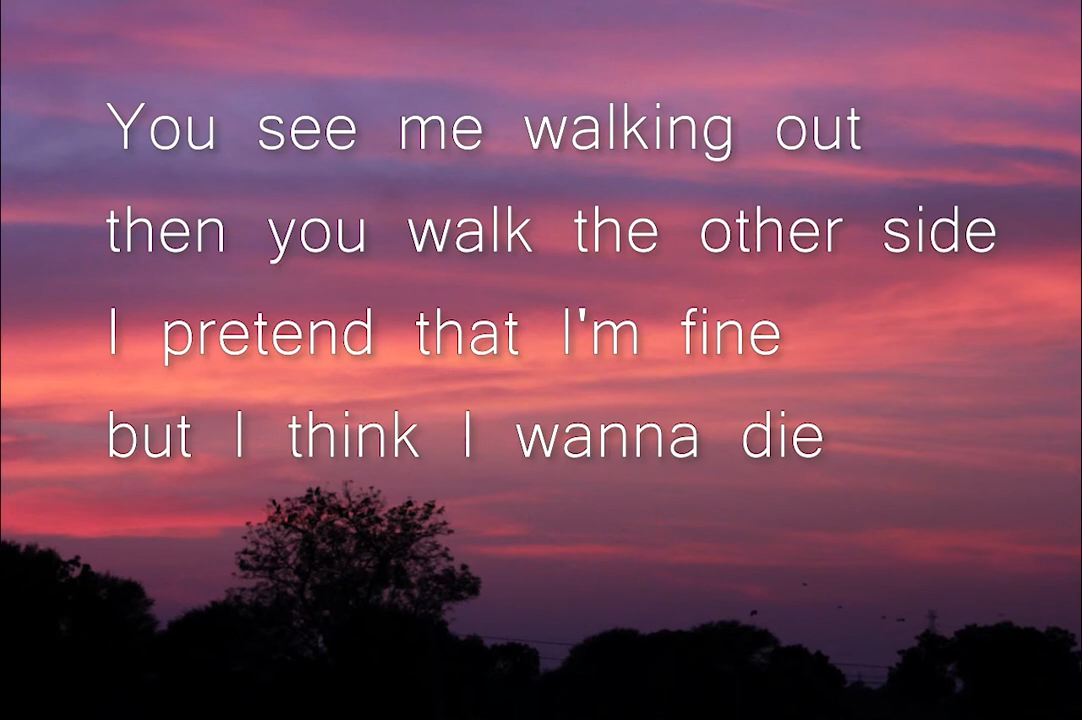 You see me walking out
then you walk the other side
I pretend that I'm fine
but I think I wanna die